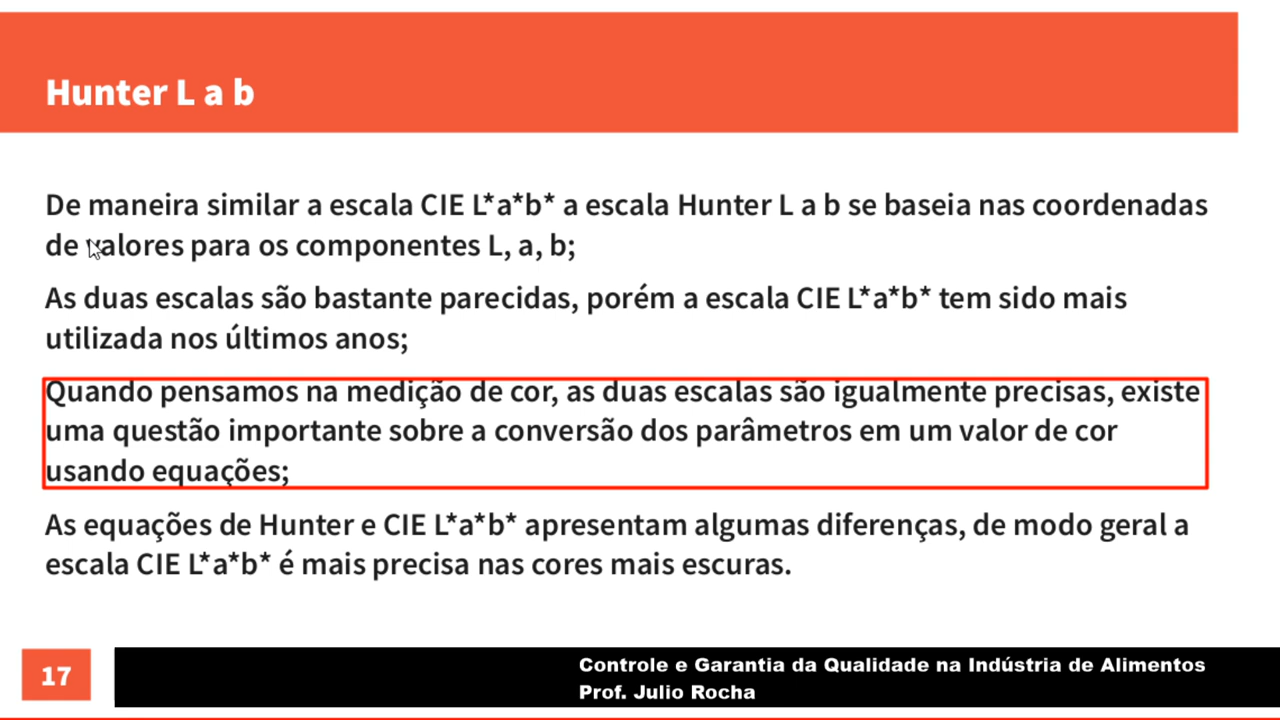 Hunter L a b
De maneira similar a escala CIE L*a*b* a escala Hunter L a b se baseia nas coordenadas
de valores para os componentes L, a, b;
As duas escalas são bastante parecidas, porém a escala CIE L*a*b* tem sido mais
utilizada nos últimos anos;
Quando pensamos na medição de cor, as duas escalas são igualmente precisas, existe
uma questão importante sobre a conversão dos parâmetros em um valor de cor
usando equações;
As equações de Hunter e CIE L*a*b* apresentam algumas diferenças, de modo geral a
escala CIE L*a*b* é mais precisa nas cores mais escuras.
17
Controle e Garantia da Qualidade na Indústria de Alimentos
Prof. Julio Rocha